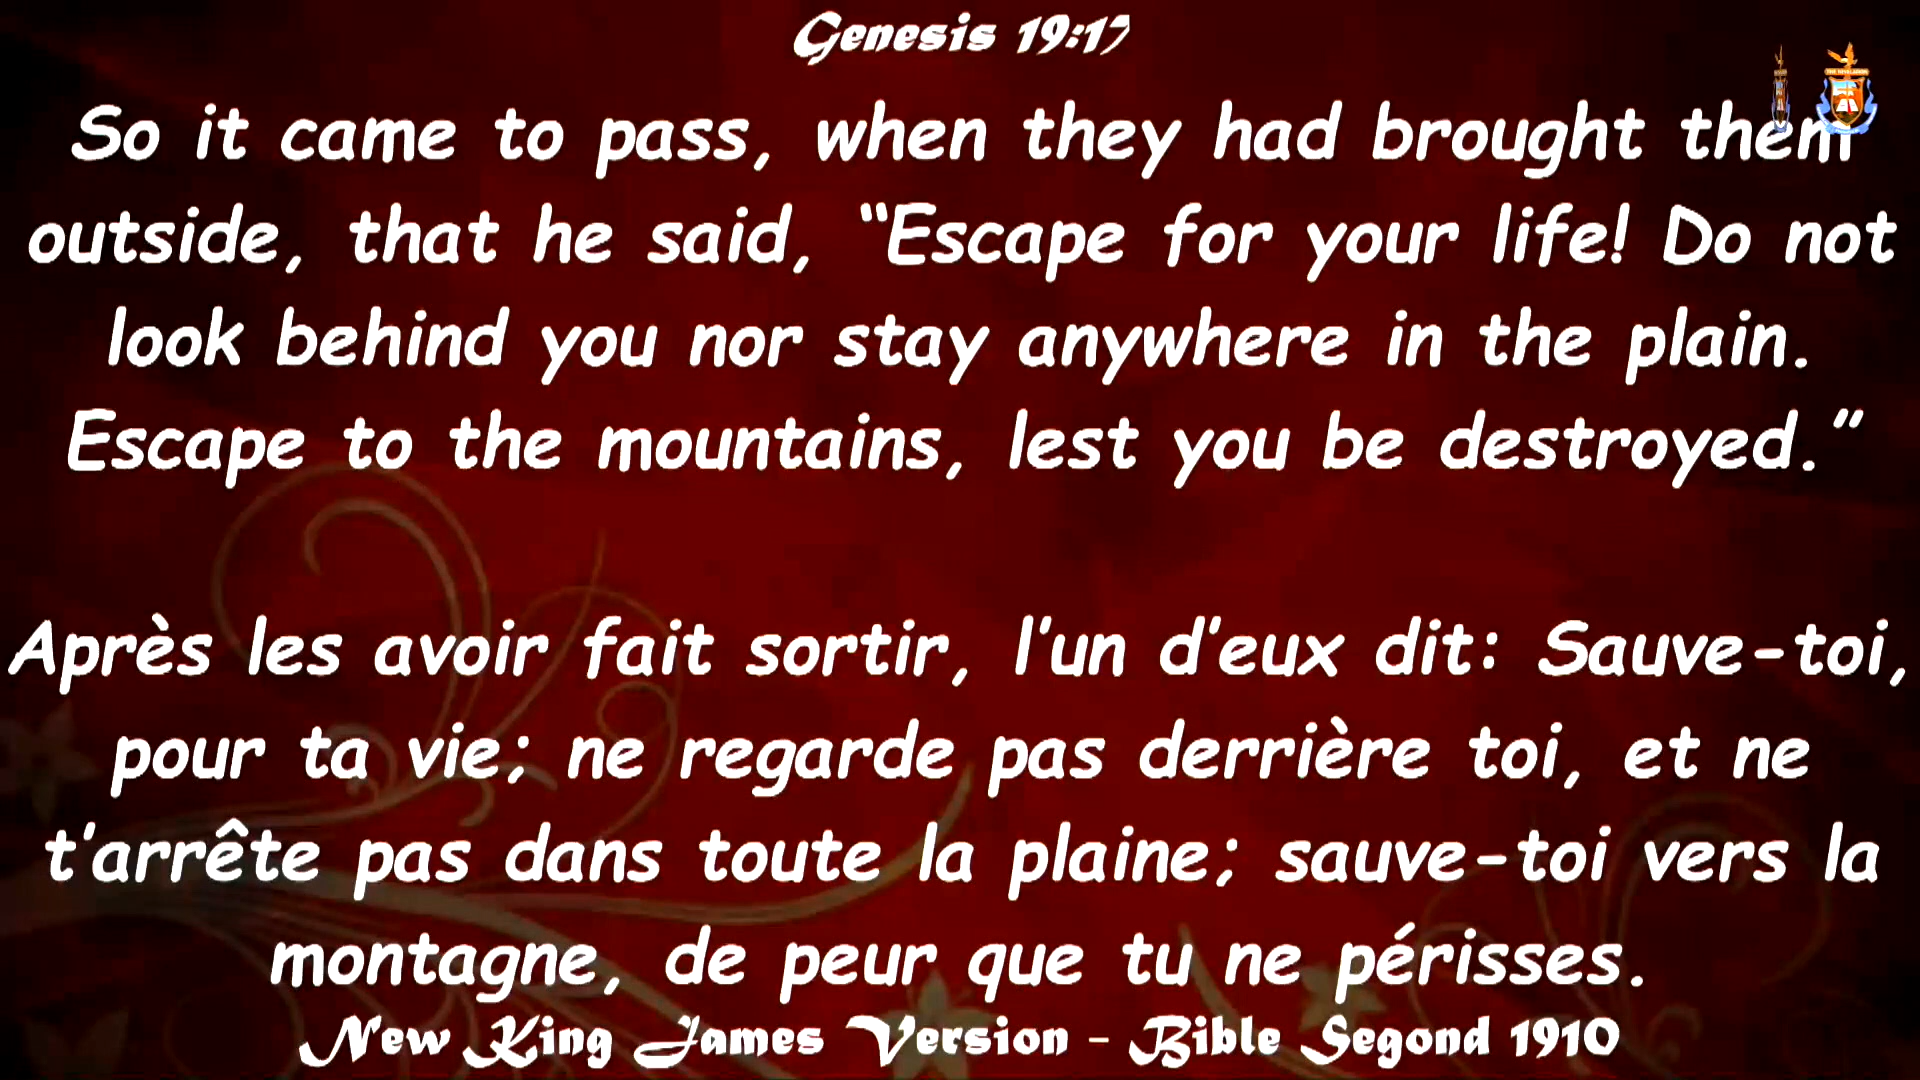 Genesis 19:17
So it came to pass, when they had brought them
outside, that he said, “Escape for your life! Do not
look behind you nor stay anywhere in the plain.
Escape to the mountains, lest you be destroyed.”
Après les avoir fait sortir, l’un d’eux dit: Sauve-toi,
pour ta vie; ne regarde pas derrière toi, et ne
t’arrête pas dans toute la plaine; sauve-toi vers la
montagne, de peur que tu ne périsses.
New King James Version - Bible Segond 1910